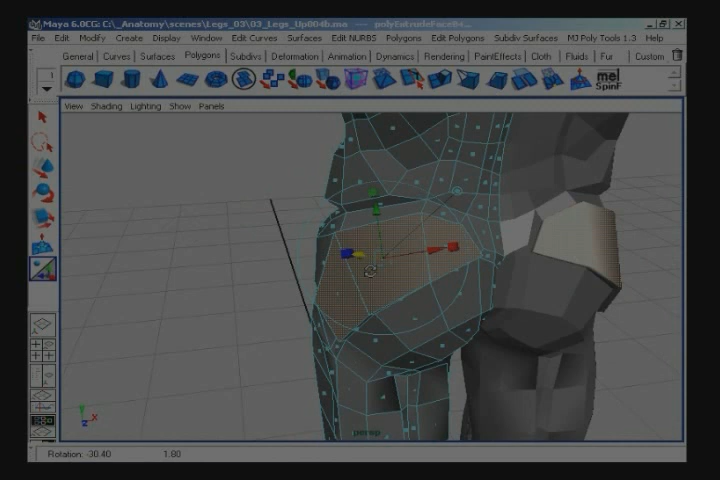 Maya 6.0CG: C:\_Anatomy\scenes\Legs_03\03_Legs_Up004b.ma --- polyExtrudeFace84...
File Edit Modify Create Display Window Edit Curves Surfaces Edit NURBS Polygons Edit Polygons Subdiv Surfaces MJ Poly Tools 1.3 Help
General Curves Surfaces Polygons Subdivs Deformation Animation Dynamics Rendering PaintEffects Cloth Fluids Fur Custom
1 mel
SpinF
View Shading Lighting Show Panels
y
x
z
persp
Rotation: -30.40 1.80